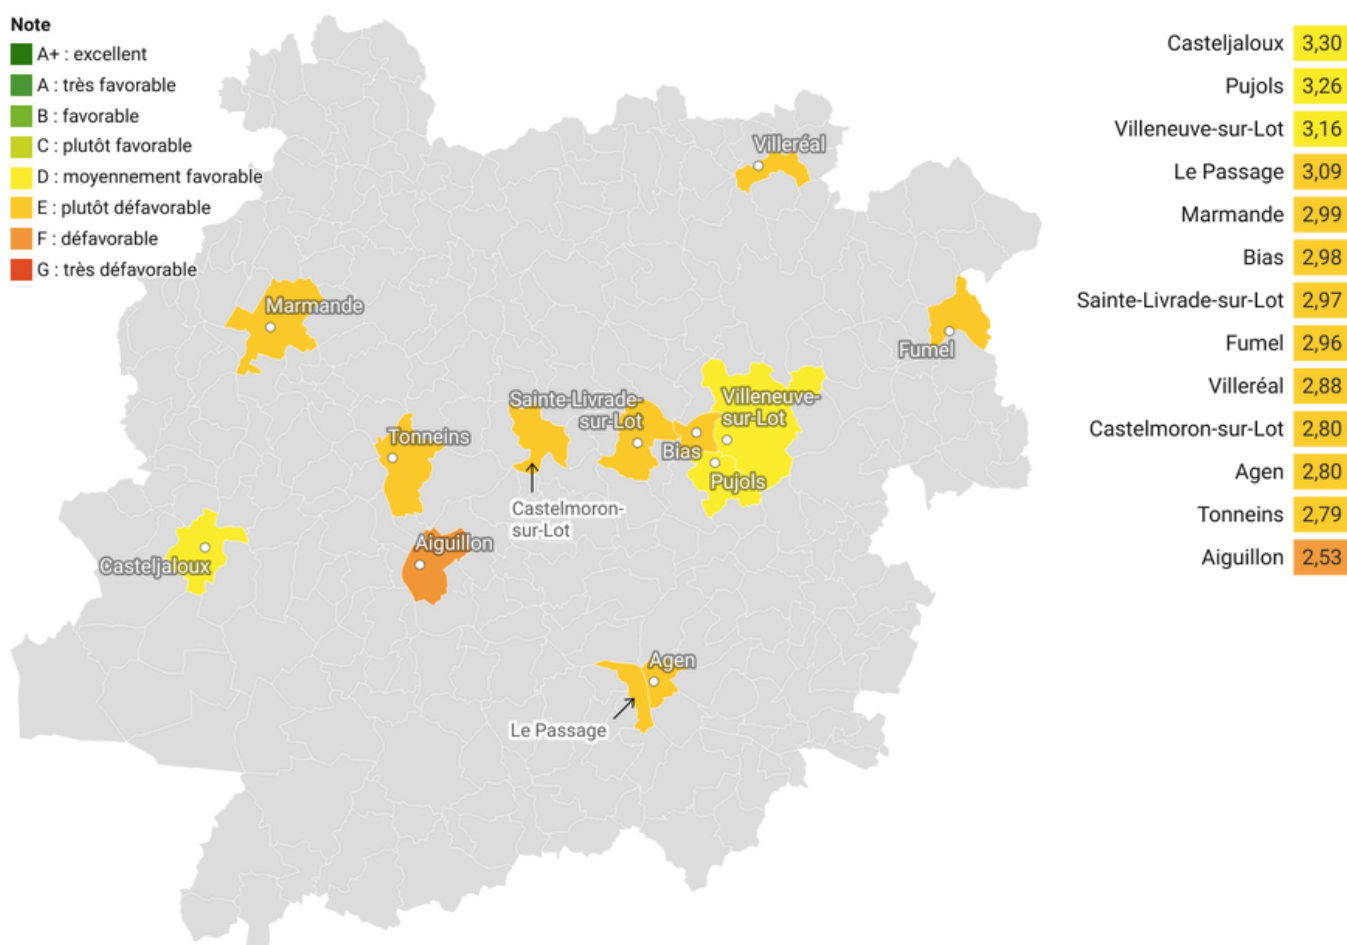 Note
A+ : excellent
A : très favorable
B : favorable
C : plutôt favorable
D : moyennement favorable
E : plutôt défavorable
F : défavorable
G : très défavorable
Villeréal
Marmande
Fumel
Sainte-Livrade-
sur-Lot
Villeneuve-
sur-Lot
Tonneins
Bias
Pujols
Castelmoron-
sur-Lot
Aiguillon
Casteljaloux
Agen
Le Passage
Casteljaloux 3,30
Pujols 3,26
Villeneuve-sur-Lot 3,16
Le Passage 3,09
Marmande 2,99
Bias 2,98
Sainte-Livrade-sur-Lot 2,97
Fumel 2,96
Villeréal 2,88
Castelmoron-sur-Lot 2,80
Agen 2,80
Tonneins 2,79
Aiguillon 2,53